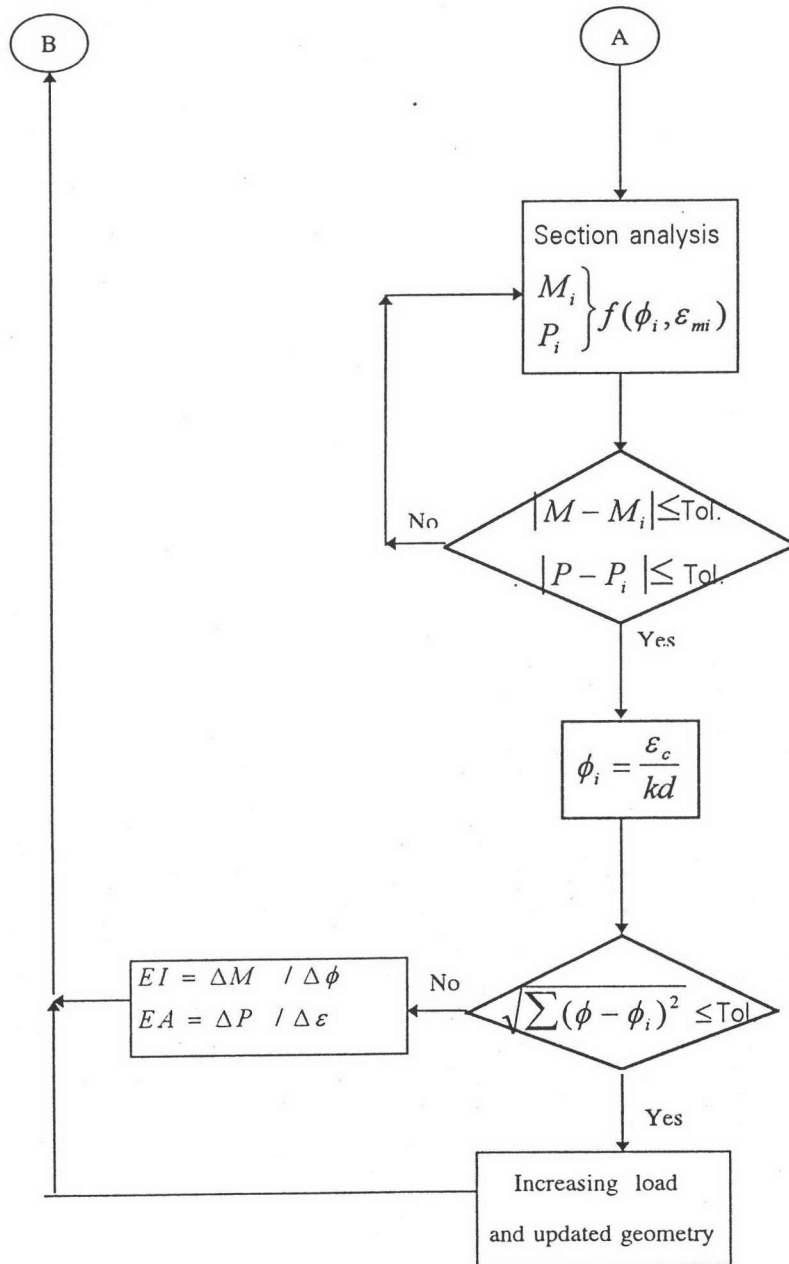 B
A
Section analysis
M_i
P_i } f(φ_i, ε_mi)
|M − M_i| ≤ Tol.
No
|P − P_i| ≤ Tol.
Yes
φ_i = ε_c / kd
EI = ΔM / Δφ
No
EA = ΔP / Δε
√∑(φ − φ_i)² ≤ Tol
Yes
Increasing load
and updated geometry